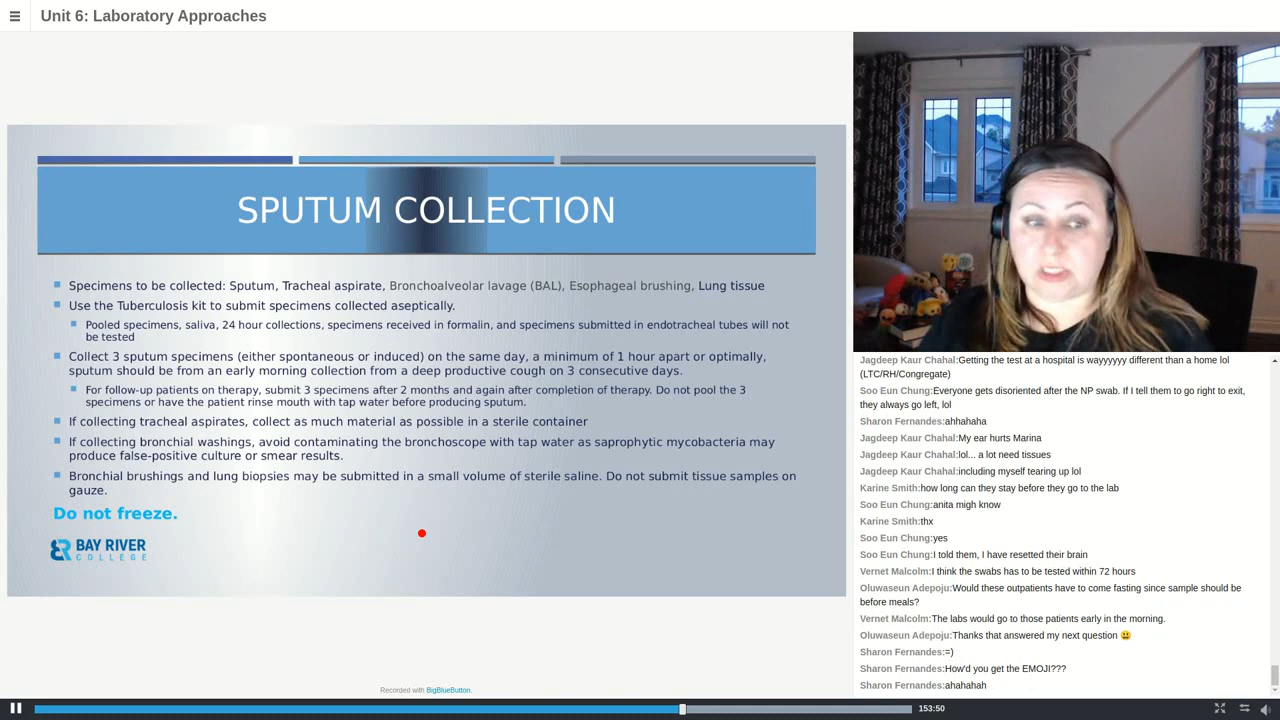 Unit 6: Laboratory Approaches
SPUTUM COLLECTION
Specimens to be collected: Sputum, Tracheal aspirate, Bronchoalveolar lavage (BAL), Esophageal brushing, Lung tissue
Use the Tuberculosis kit to submit specimens collected aseptically.
Pooled specimens, saliva, 24 hour collections, specimens received in formalin, and specimens submitted in endotracheal tubes will not
be tested
Collect 3 sputum specimens (either spontaneous or induced) on the same day, a minimum of 1 hour apart or optimally,
sputum should be from an early morning collection from a deep productive cough on 3 consecutive days.
For follow-up patients on therapy, submit 3 specimens after 2 months and again after completion of therapy. Do not pool the 3
specimens or have the patient rinse mouth with tap water before producing sputum.
If collecting tracheal aspirates, collect as much material as possible in a sterile container
If collecting bronchial washings, avoid contaminating the bronchoscope with tap water as saprophytic mycobacteria may
produce false-positive culture or smear results.
Bronchial brushings and lung biopsies may be submitted in a small volume of sterile saline. Do not submit tissue samples on
gauze.
Do not freeze.
BAY RIVER
COLLEGE
Recorded with BigBlueButton.
Jagdeep Kaur Chahal:Getting the test at a hospital is wayyyyyy different than a home lol
(LTC/RH/Congregate)
Soo Eun Chung:Everyone gets disoriented after the NP swab. If I tell them to go right to exit,
they always go left, lol
Sharon Fernandes:ahhahaha
Jagdeep Kaur Chahal:My ear hurts Marina
Jagdeep Kaur Chahal:lol... a lot need tissues
Jagdeep Kaur Chahal:including myself tearing up lol
Karine Smith:how long can they stay before they go to the lab
Soo Eun Chung:anita migh know
Karine Smith:thx
Soo Eun Chung:yes
Soo Eun Chung:I told them, I have resetted their brain
Vernet Malcolm:I think the swabs has to be tested within 72 hours
Oluwaseun Adepoju:Would these outpatients have to come fasting since sample should be
before meals?
Vernet Malcolm:The labs would go to those patients early in the morning.
Oluwaseun Adepoju:Thanks that answered my next question 😃
Sharon Fernandes:=)
Sharon Fernandes:How'd you get the EMOJI???
Sharon Fernandes:ahahahah
153:50